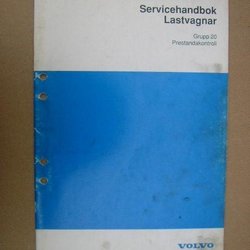 Servicehandbok
Lastvagnar
Grupp 20
Prestandakontroll
VOLVO